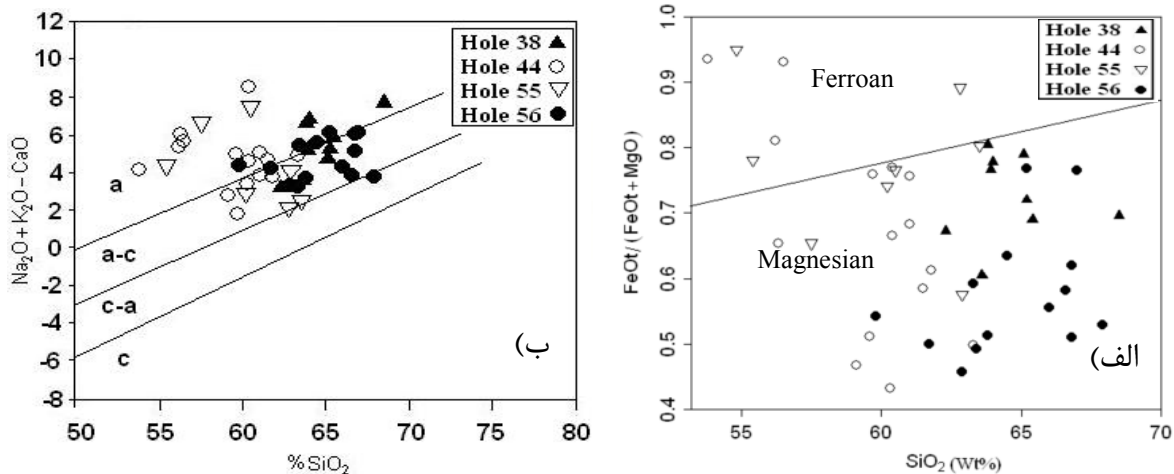 12
10
8
6
4
2
0
-2
-4
-6
-8
Na₂O+K₂O−CaO
Hole 38
Hole 44
Hole 55
Hole 56
a
a-c
c-a
c
ب)
50 55 60 65 70 75 80
%SiO₂
1.0
0.9
0.8
0.7
0.6
0.5
0.4
FeOt/(FeOt+MgO)
Hole 38
Hole 44
Hole 55
Hole 56
Ferroan
Magnesian
الف)
55 60 65 70
SiO₂ (Wt%)